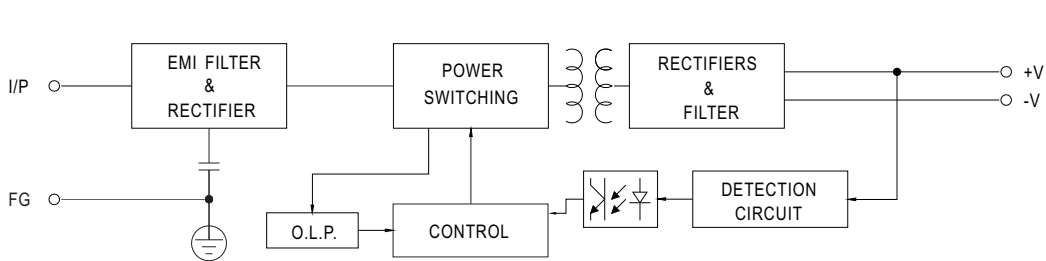 I/P
EMI FILTER
&
RECTIFIER
POWER
SWITCHING
RECTIFIERS
&
FILTER
+V
-V
FG
O.L.P.
CONTROL
DETECTION
CIRCUIT